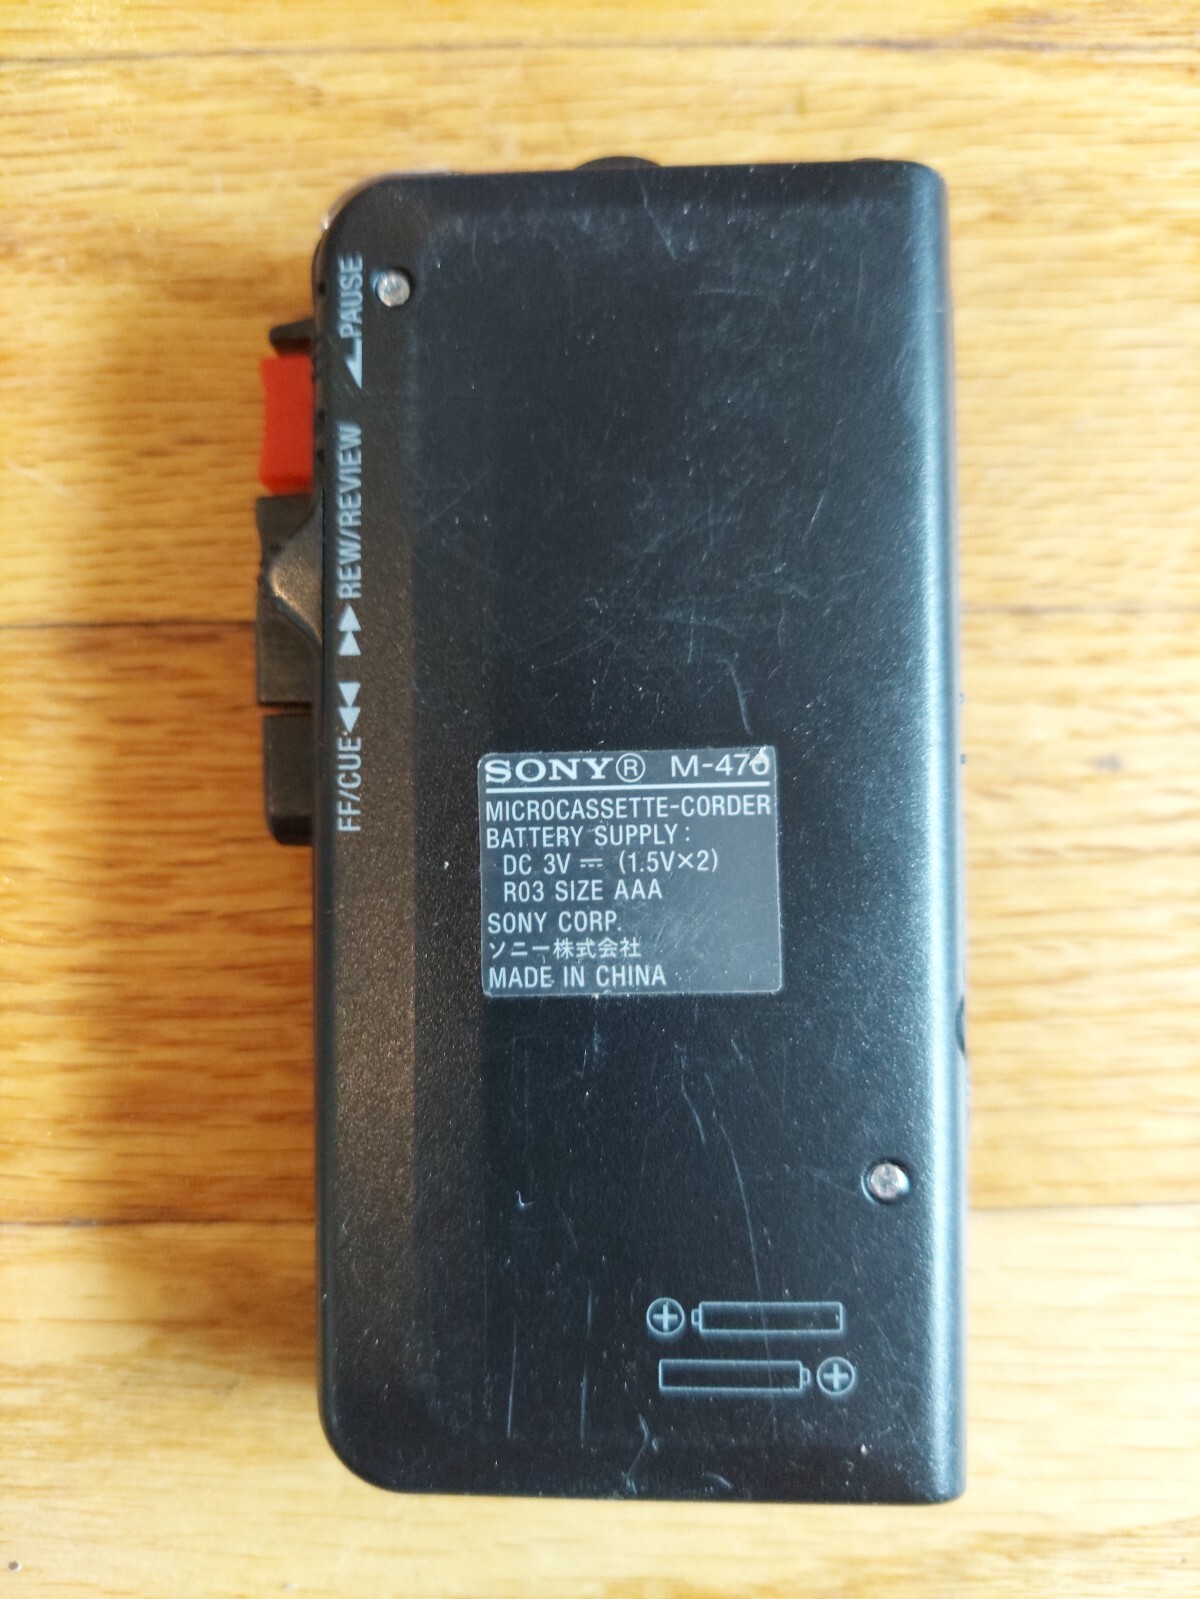 PAUSE
REW/REVIEW
FF/CUE
SONY® M-470
MICROCASSETTE-CORDER
BATTERY SUPPLY:
DC 3V ⎓ (1.5V×2)
R03 SIZE AAA
SONY CORP.
ソニー株式会社
MADE IN CHINA